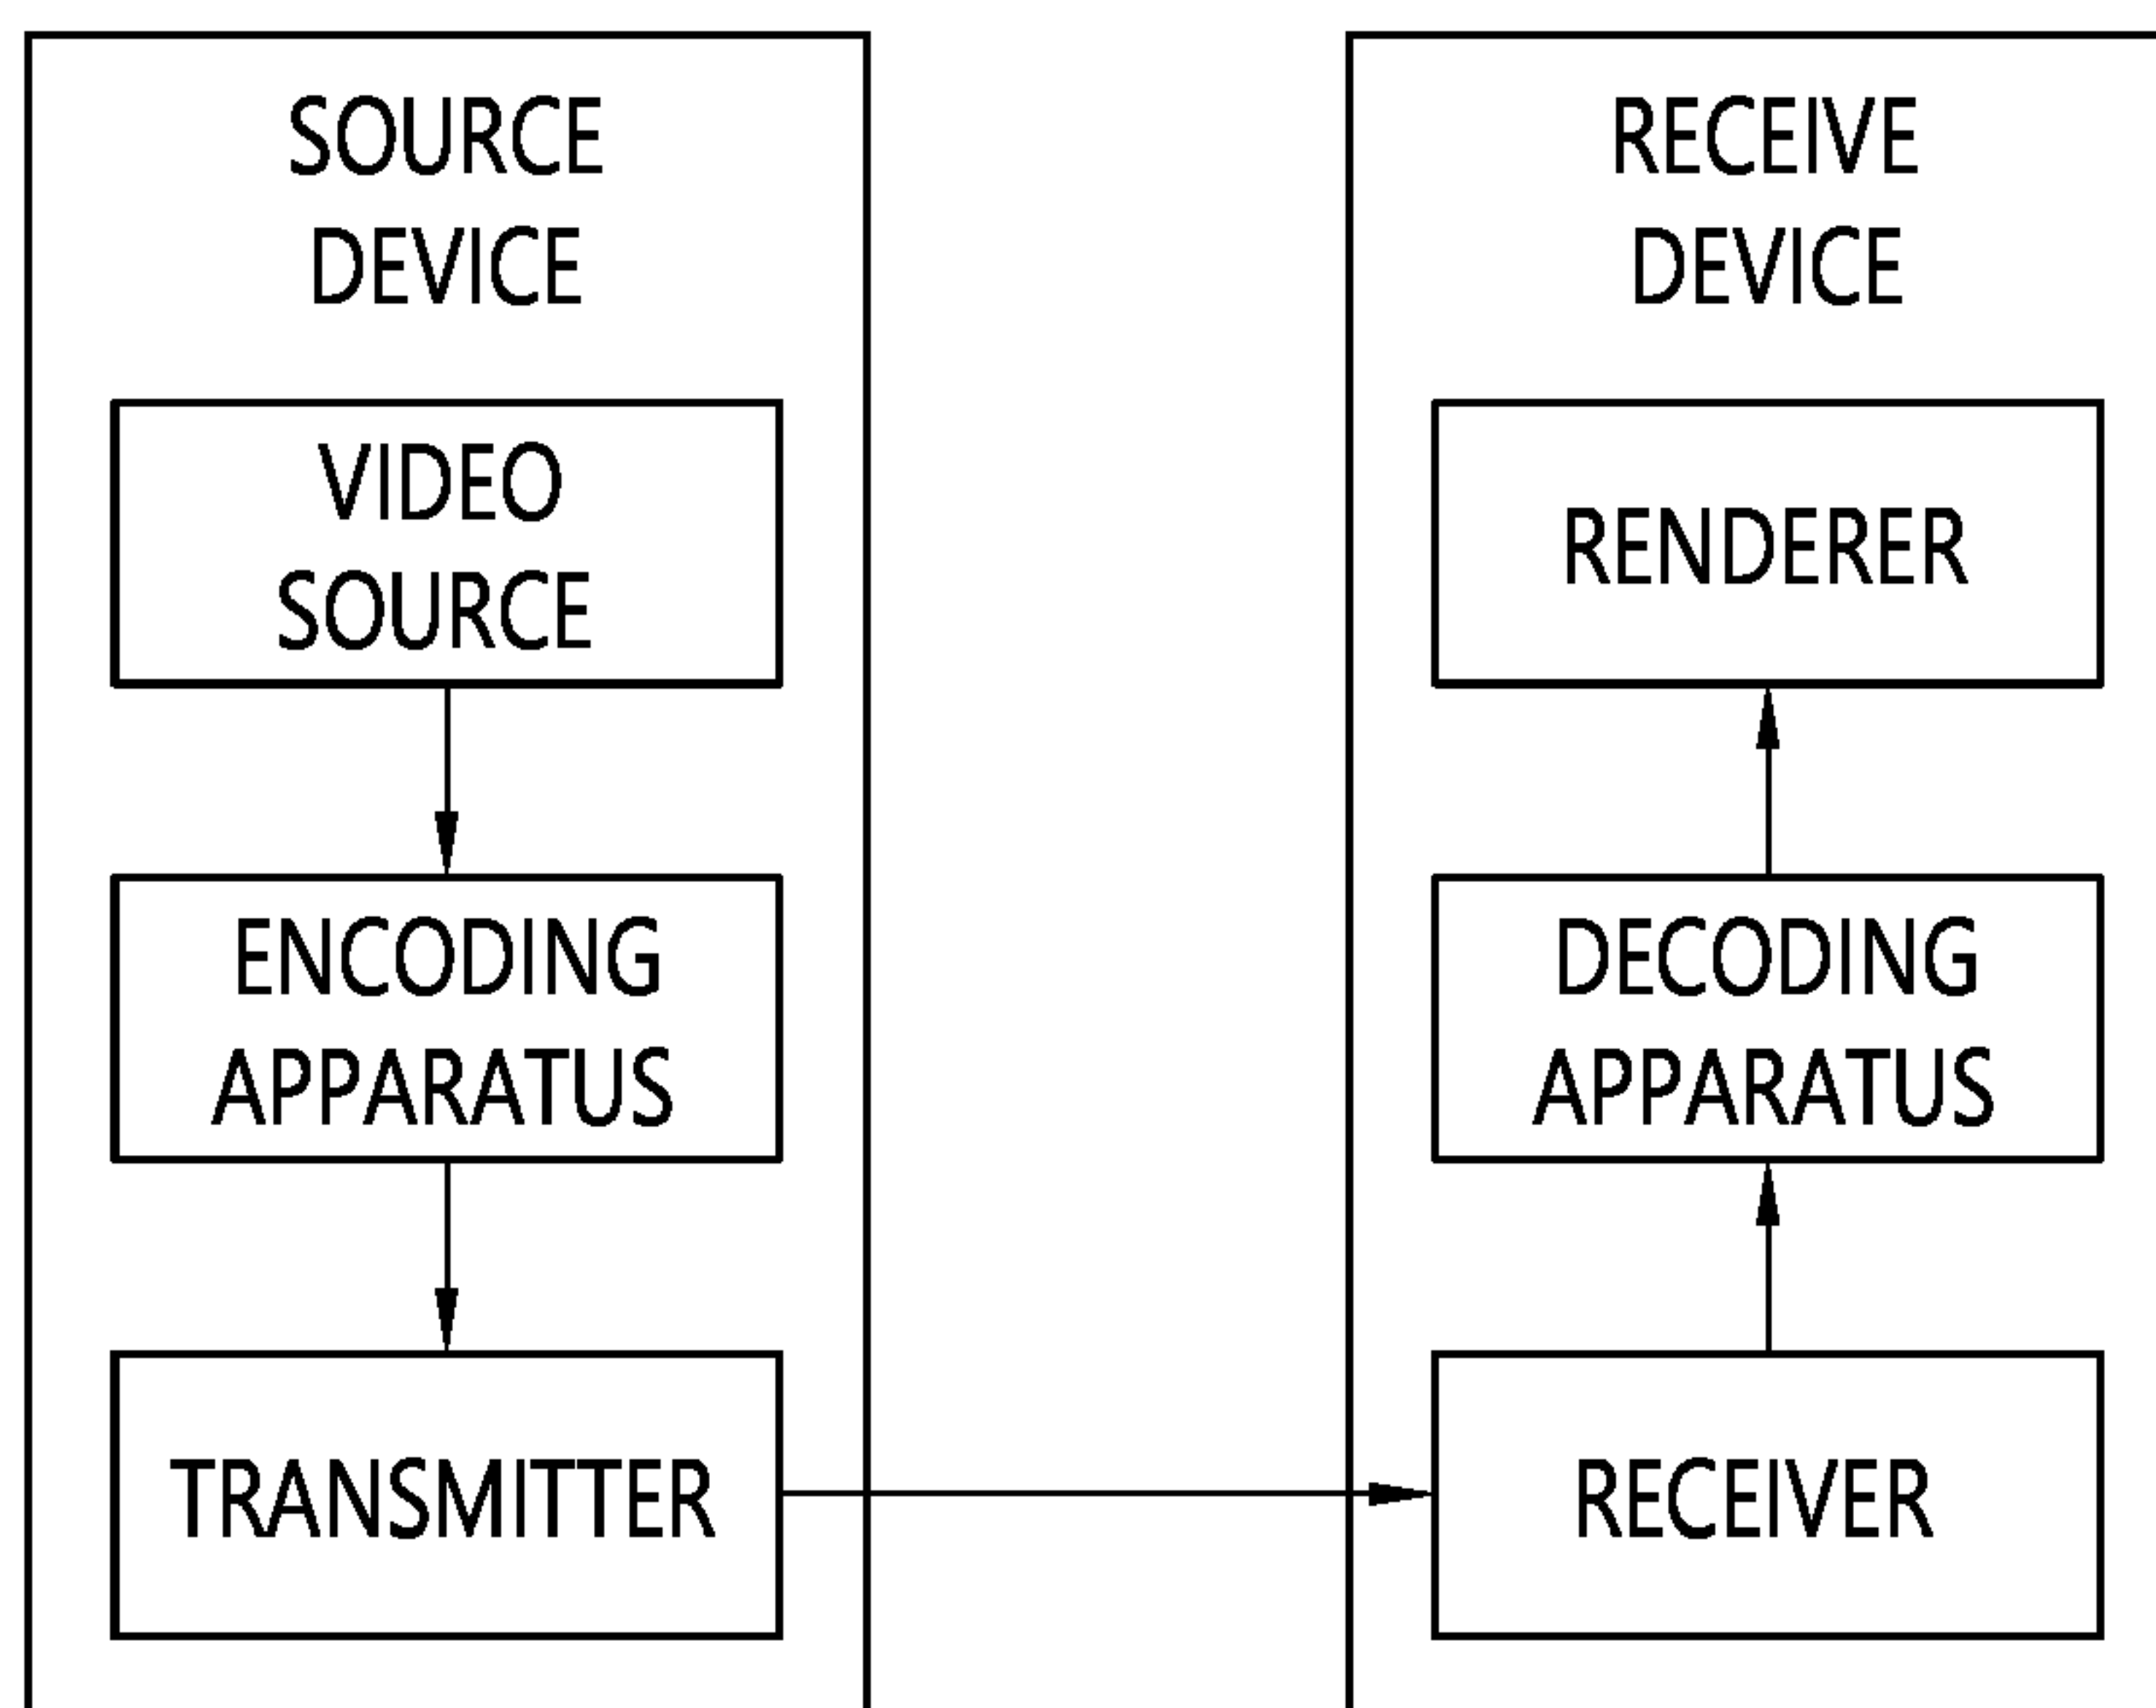 SOURCE
DEVICE
VIDEO
SOURCE
ENCODING
APPARATUS
TRANSMITTER
RECEIVE
DEVICE
RENDERER
DECODING
APPARATUS
RECEIVER